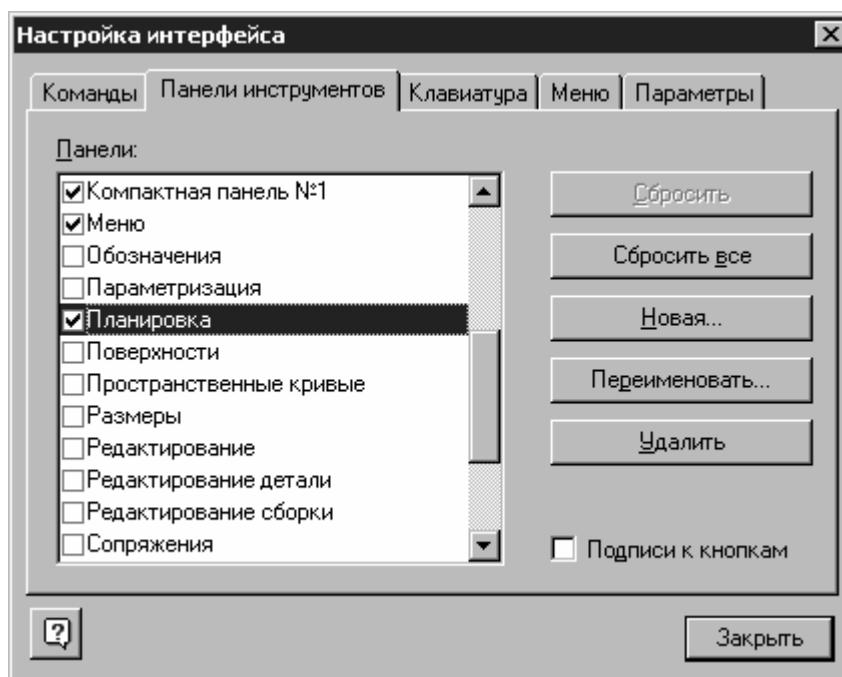 Настройка интерфейса
Команды Панели инструментов Клавиатура Меню Параметры
Панели:
Компактная панель №1
Меню
Обозначения
Параметризация
Планировка
Поверхности
Пространственные кривые
Размеры
Редактирование
Редактирование детали
Редактирование сборки
Сопряжения
Сбросить
Сбросить все
Новая...
Переименовать...
Удалить
Подписи к кнопкам
Закрыть